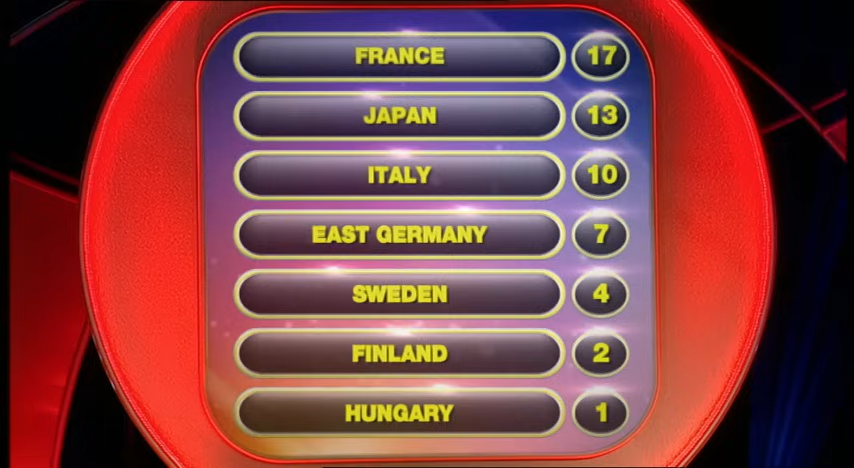 FRANCE 17
JAPAN 13
ITALY 10
EAST GERMANY 7
SWEDEN 4
FINLAND 2
HUNGARY 1